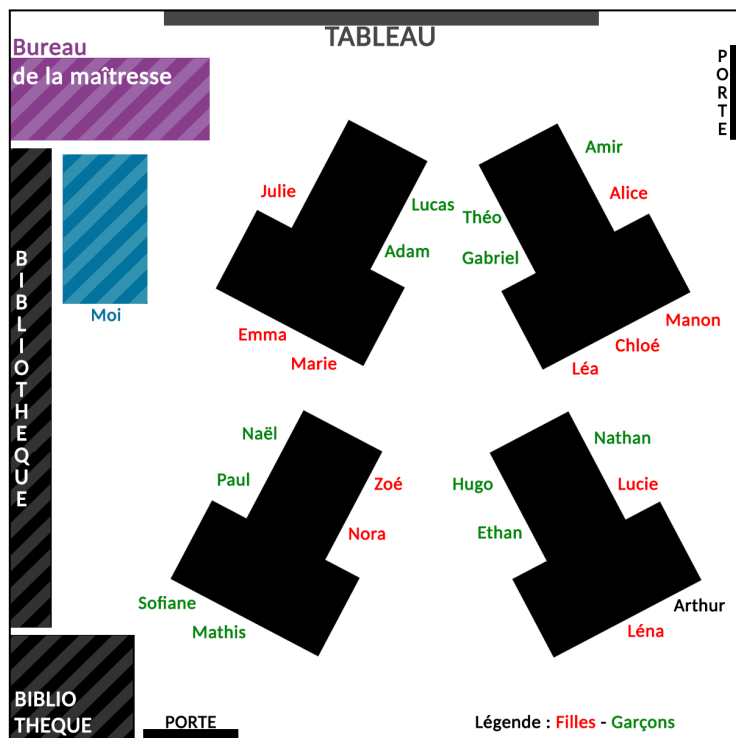 TABLEAU
Bureau
de la maîtresse
PORTE
Amir
Julie
Alice
Lucas
Théo
Adam
Gabriel
BIBLIOTHEQUE
Moi
Manon
Emma
Chloé
Marie
Léa
Naël
Nathan
Paul
Zoé
Hugo
Lucie
Nora
Ethan
Sofiane
Arthur
Mathis
Léna
BIBLIO
THEQUE
PORTE
Légende : Filles - Garçons